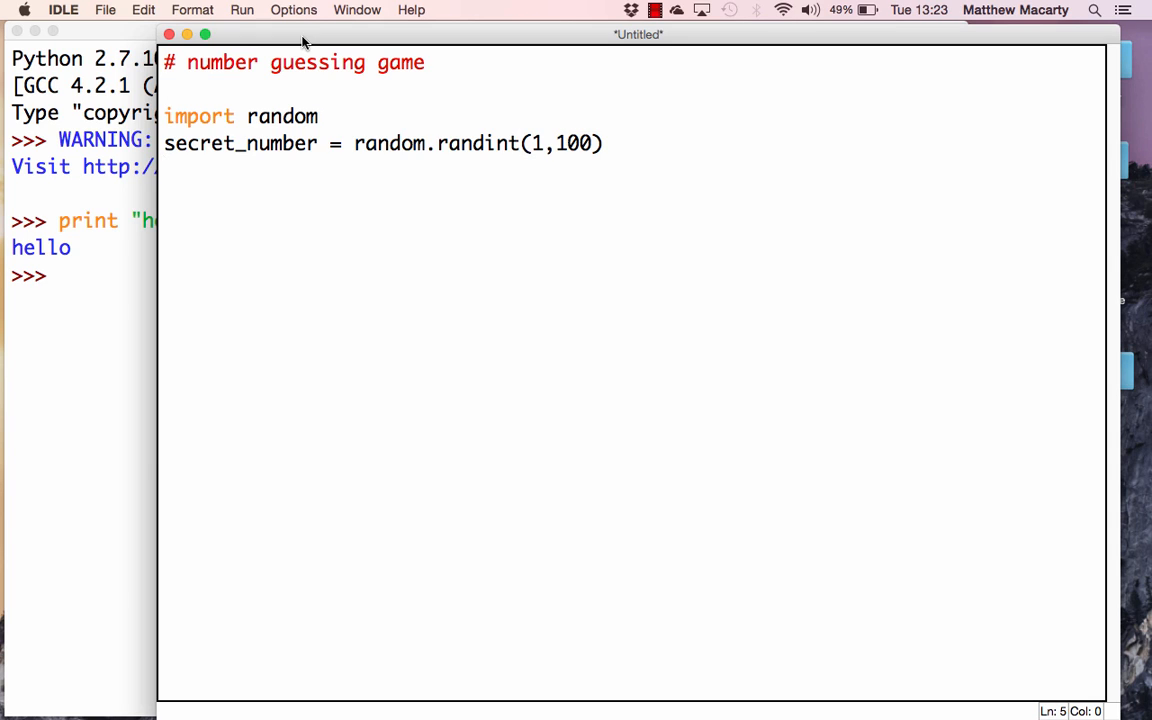 IDLE File Edit Format Run Options Window Help 49% Tue 13:23 Matthew Macarty
*Untitled*
Python 2.7.10
[GCC 4.2.1 (
Type "copyri
>>> WARNING:
Visit http:/
>>> print "h
hello
>>>
# number guessing game
import random
secret_number = random.randint(1,100)
Ln: 5 Col: 0